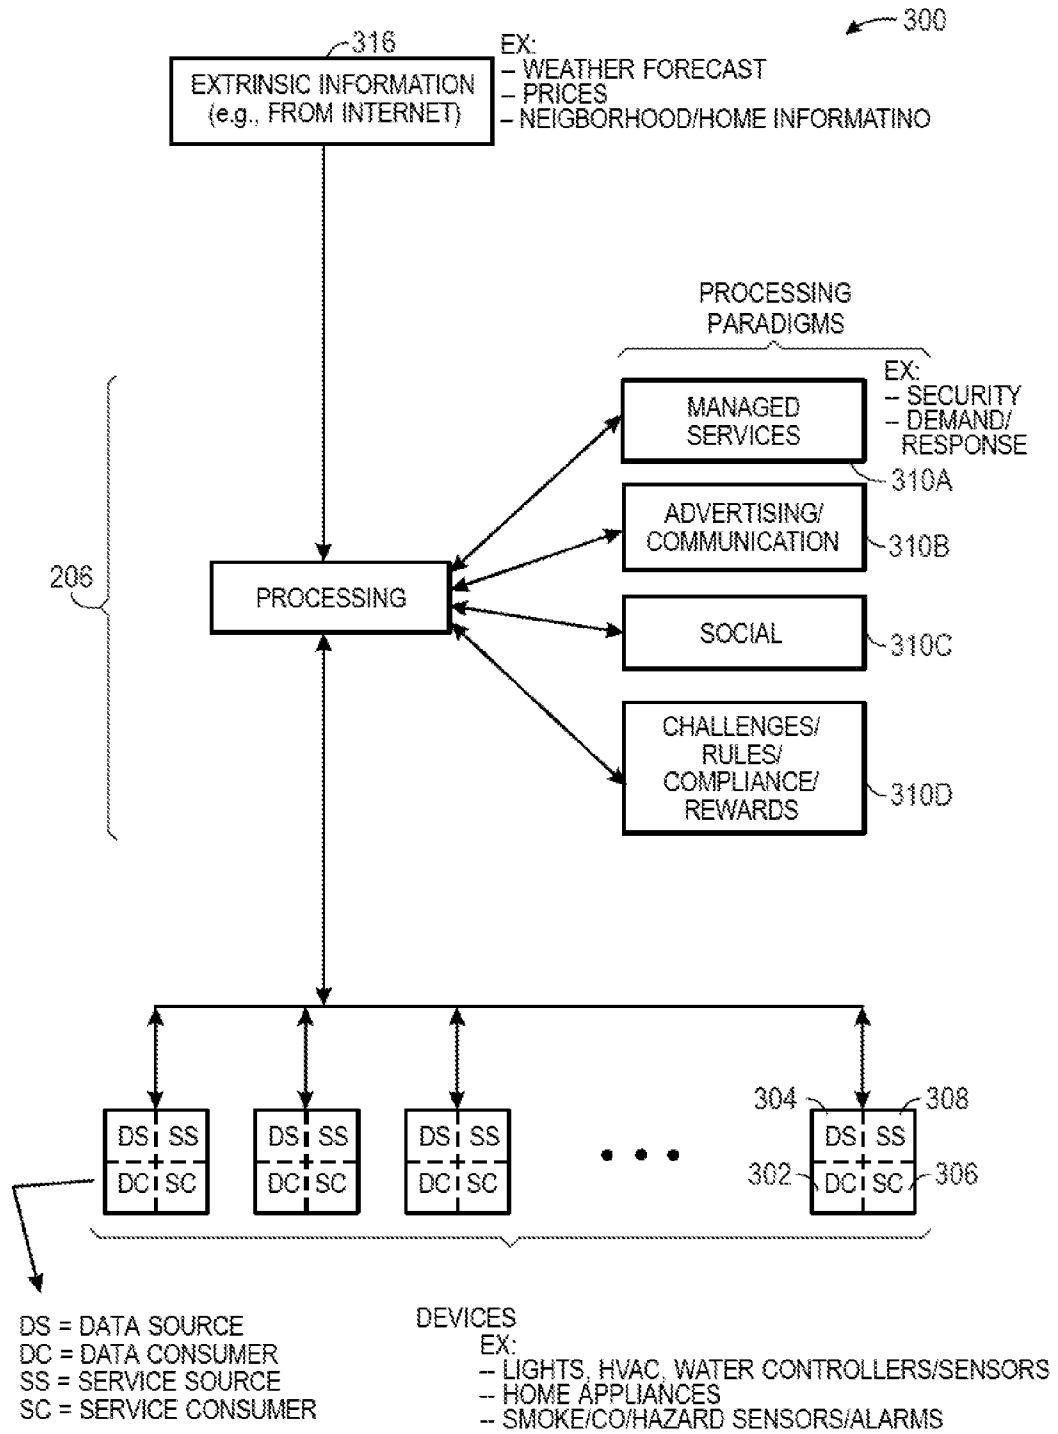 300
316
EXTRINSIC INFORMATION
(e.g., FROM INTERNET)
EX:
– WEATHER FORECAST
– PRICES
– NEIGBORHOOD/HOME INFORMATINO
PROCESSING
PARADIGMS
MANAGED
SERVICES
EX:
– SECURITY
– DEMAND/
RESPONSE
310A
ADVERTISING/
COMMUNICATION
310B
206
PROCESSING
SOCIAL
310C
CHALLENGES/
RULES/
COMPLIANCE/
REWARDS
310D
304
308
DS SS
DC SC
DS SS
DC SC
DS SS
DC SC
• • •
DS SS
DC SC
302
306
DS = DATA SOURCE
DC = DATA CONSUMER
SS = SERVICE SOURCE
SC = SERVICE CONSUMER
DEVICES
EX:
-- LIGHTS, HVAC, WATER CONTROLLERS/SENSORS
-- HOME APPLIANCES
-- SMOKE/CO/HAZARD SENSORS/ALARMS